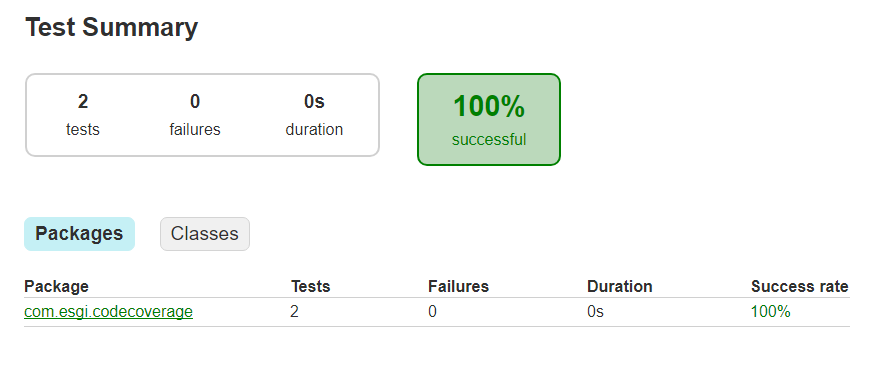 Test Summary
2 0 0s 100%
tests failures duration successful
Packages Classes
Package Tests Failures Duration Success rate
com.esgi.codecoverage 2 0 0s 100%